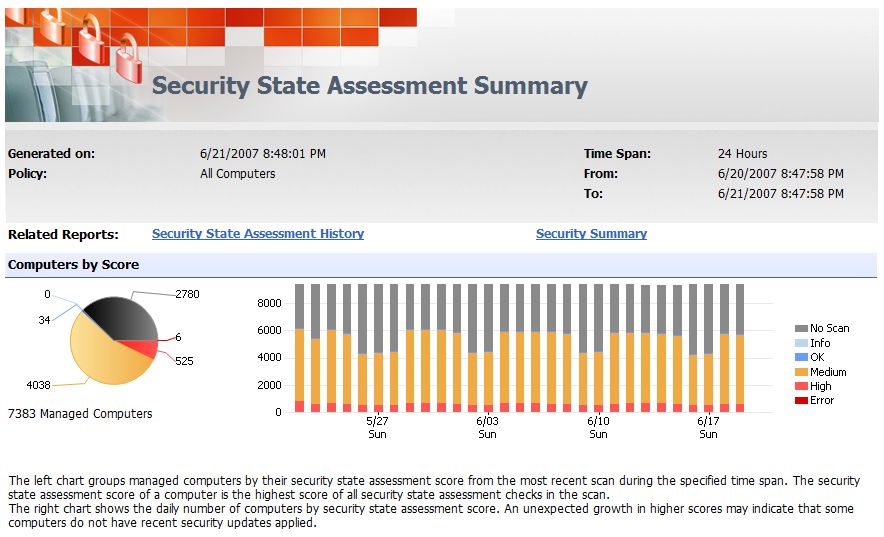 Security State Assessment Summary
Generated on: 6/21/2007 8:48:01 PM Time Span: 24 Hours
Policy: All Computers From: 6/20/2007 8:47:58 PM
To: 6/21/2007 8:47:58 PM
Related Reports: Security State Assessment History Security Summary
Computers by Score
0 2780
34
6
525
4038
7383 Managed Computers
8000
6000
4000
2000
0
5/27 6/03 6/10 6/17
Sun Sun Sun Sun
No Scan
Info
OK
Medium
High
Error
The left chart groups managed computers by their security state assessment score from the most recent scan during the specified time span. The security
state assessment score of a computer is the highest score of all security state assessment checks in the scan.
The right chart shows the daily number of computers by security state assessment score. An unexpected growth in higher scores may indicate that some
computers do not have recent security updates applied.